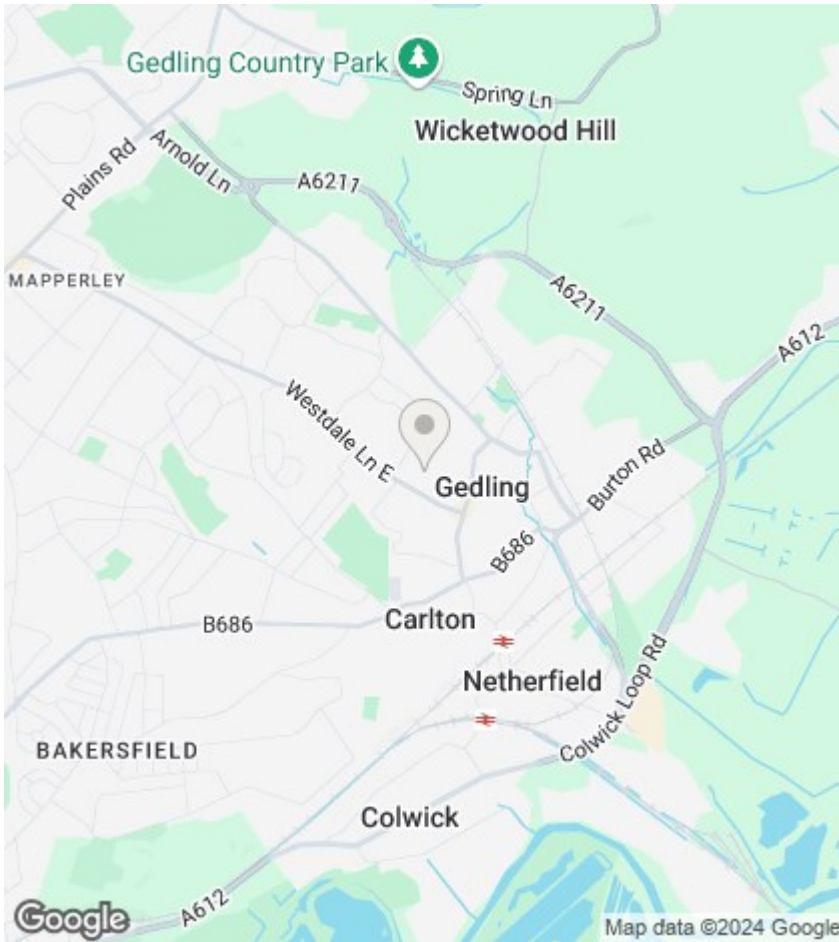 Gedling Country Park
Spring Ln
Wicketwood Hill
Plains Rd
Arnold Ln
A6211
MAPPERLEY
A6211
A612
Westdale Ln E
Gedling
Burton Rd
B686
Carlton
B686
Netherfield
Colwick Loop Rd
BAKERSFIELD
Colwick
A612
Google
Map data ©2024 Google